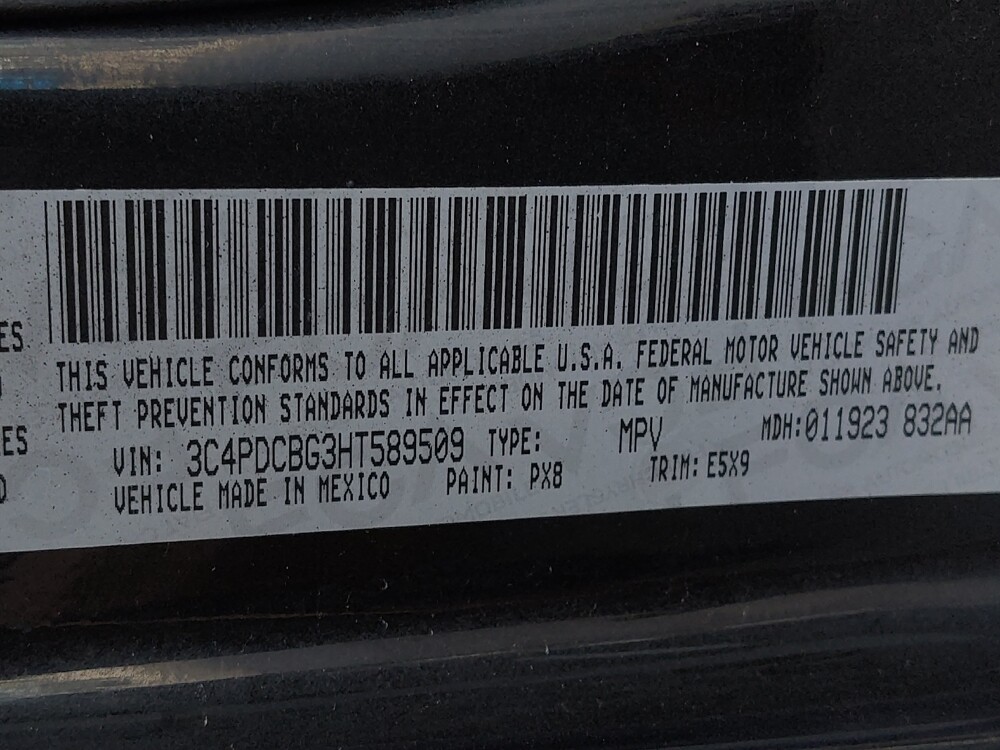 ES
THIS VEHICLE CONFORMS TO ALL APPLICABLE U.S.A. FEDERAL MOTOR VEHICLE SAFETY AND
THEFT PREVENTION STANDARDS IN EFFECT ON THE DATE OF MANUFACTURE SHOWN ABOVE.
ES
VIN: 3C4PDCBG3HT589509 TYPE: MPV MDH:011923 832AA
VEHICLE MADE IN MEXICO PAINT: PX8 TRIM: E5X9